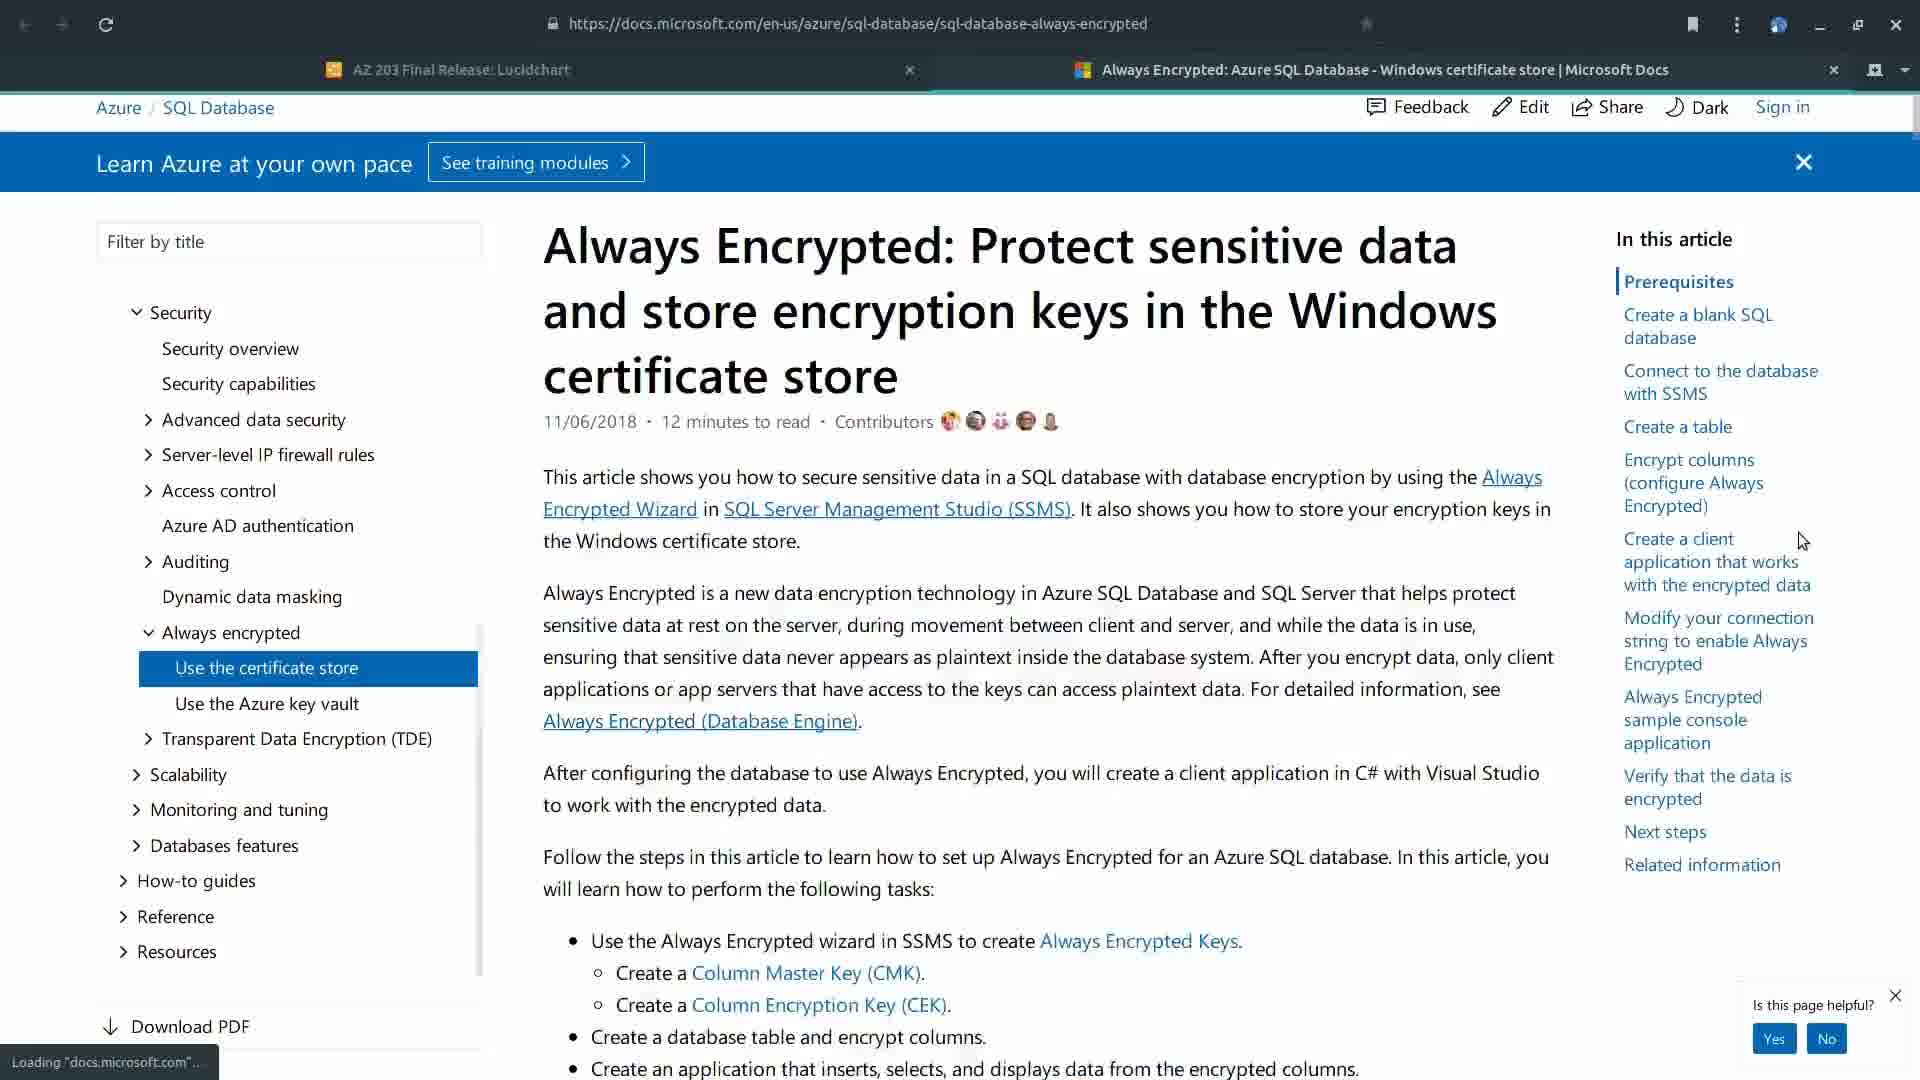 https://docs.microsoft.com/en-us/azure/sql-database/sql-database-always-encrypted
AZ 203 Final Release: Lucidchart
Always Encrypted: Azure SQL Database - Windows certificate store | Microsoft Docs
Azure / SQL Database
Feedback
Edit
Share
Dark
Sign in
Learn Azure at your own pace
See training modules
Filter by title
Security
Security overview
Security capabilities
Advanced data security
Server-level IP firewall rules
Access control
Azure AD authentication
Auditing
Dynamic data masking
Always encrypted
Use the certificate store
Use the Azure key vault
Transparent Data Encryption (TDE)
Scalability
Monitoring and tuning
Databases features
How-to guides
Reference
Resources
Download PDF
Loading "docs.microsoft.com"...
Always Encrypted: Protect sensitive data
and store encryption keys in the Windows
certificate store
11/06/2018 • 12 minutes to read • Contributors
This article shows you how to secure sensitive data in a SQL database with database encryption by using the Always
Encrypted Wizard in SQL Server Management Studio (SSMS). It also shows you how to store your encryption keys in
the Windows certificate store.
Always Encrypted is a new data encryption technology in Azure SQL Database and SQL Server that helps protect
sensitive data at rest on the server, during movement between client and server, and while the data is in use,
ensuring that sensitive data never appears as plaintext inside the database system. After you encrypt data, only client
applications or app servers that have access to the keys can access plaintext data. For detailed information, see
Always Encrypted (Database Engine).
After configuring the database to use Always Encrypted, you will create a client application in C# with Visual Studio
to work with the encrypted data.
Follow the steps in this article to learn how to set up Always Encrypted for an Azure SQL database. In this article, you
will learn how to perform the following tasks:
• Use the Always Encrypted wizard in SSMS to create Always Encrypted Keys.
○ Create a Column Master Key (CMK).
○ Create a Column Encryption Key (CEK).
• Create a database table and encrypt columns.
• Create an application that inserts, selects, and displays data from the encrypted columns.
In this article
Prerequisites
Create a blank SQL
database
Connect to the database
with SSMS
Create a table
Encrypt columns
(configure Always
Encrypted)
Create a client
application that works
with the encrypted data
Modify your connection
string to enable Always
Encrypted
Always Encrypted
sample console
application
Verify that the data is
encrypted
Next steps
Related information
Is this page helpful?
Yes
No